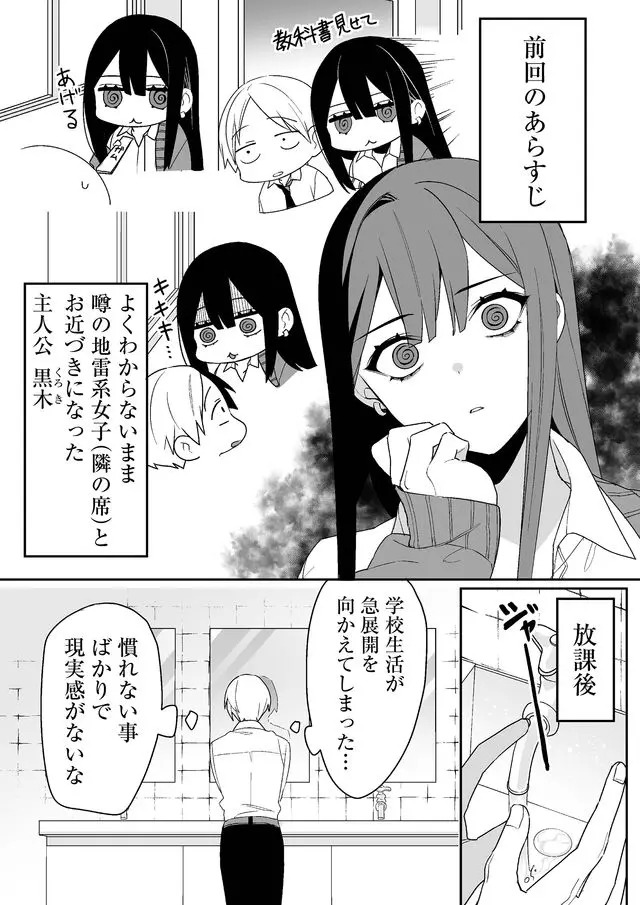 前回のあらすじ
教科書見せて
あげる
キキキキ…
よくわからないまま
噂の地雷系女子(隣の席)と
お近づきになった
主人公 黒木
くろき
放課後
ジャー
学校生活が
急展開を
向かえてしまった…
慣れない事
ばかりで
現実感がないな